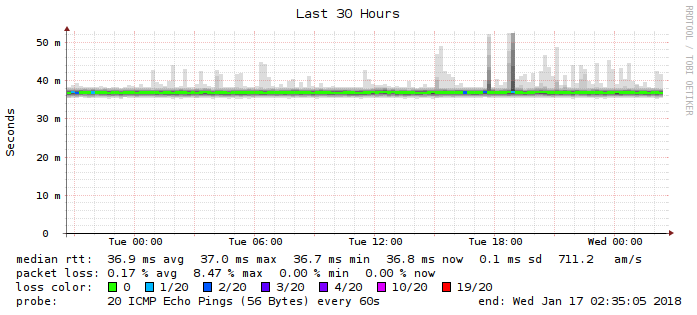 Last 30 Hours
RRDTOOL / TOBI OETIKER
Seconds
50 m
40 m
30 m
20 m
10 m
0
Tue 00:00 Tue 06:00 Tue 12:00 Tue 18:00 Wed 00:00
median rtt: 36.9 ms avg 37.0 ms max 36.7 ms min 36.8 ms now 0.1 ms sd 711.2 am/s
packet loss: 0.17 % avg 8.47 % max 0.00 % min 0.00 % now
loss color: 0 1/20 2/20 3/20 4/20 10/20 19/20
probe: 20 ICMP Echo Pings (56 Bytes) every 60s end: Wed Jan 17 02:35:05 2018